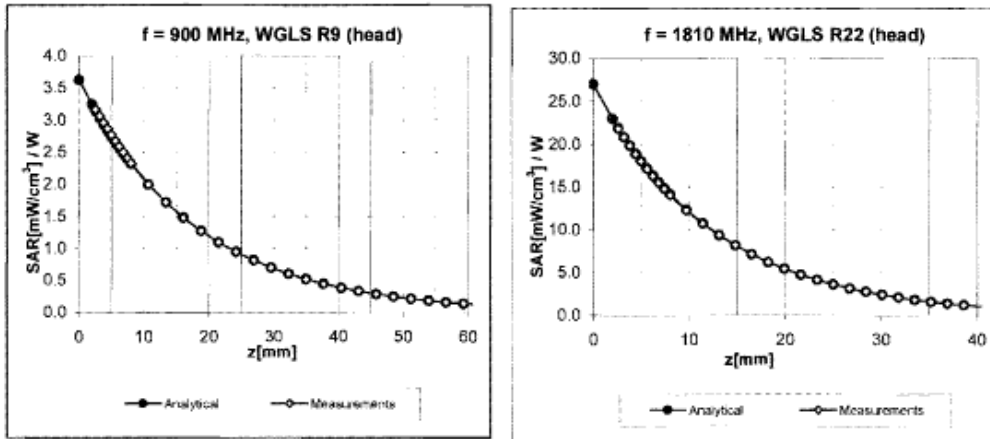 f = 900 MHz, WGLS R9 (head)
SAR[mW/cm³] / W
4.0
3.5
3.0
2.5
2.0
1.5
1.0
0.5
0.0
0 10 20 30 40 50 60
z[mm]
Analytical Measurements
f = 1810 MHz, WGLS R22 (head)
SAR[mW/cm³] / W
30.0
25.0
20.0
15.0
10.0
5.0
0.0
0 10 20 30 40
z[mm]
Analytical Measurements